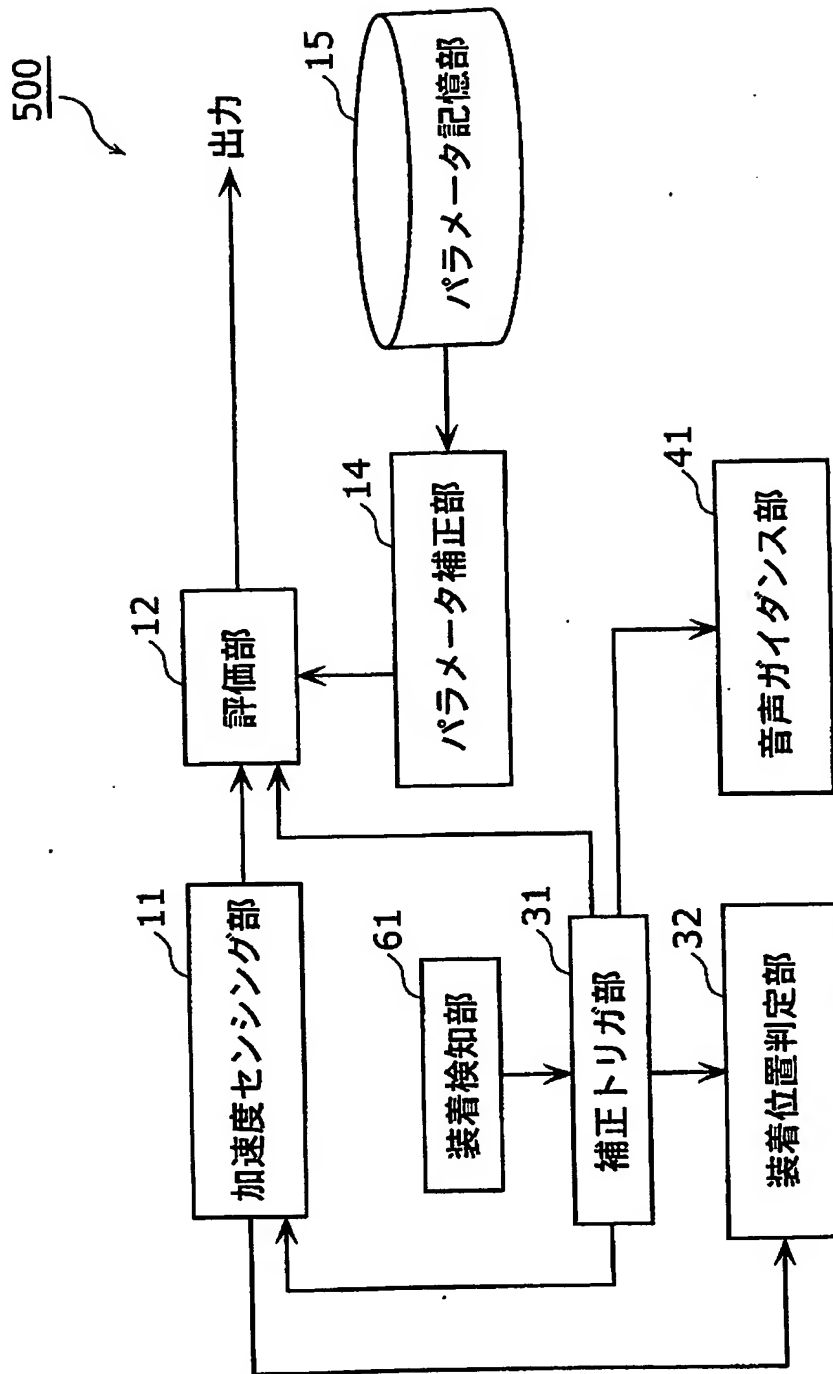 500
出力
15
パラメータ記憶部
12
評価部
14
パラメータ補正部
41
音声ガイダンス部
11
加速度センシング部
61
装着検知部
31
補正トリガ部
32
装着位置判定部